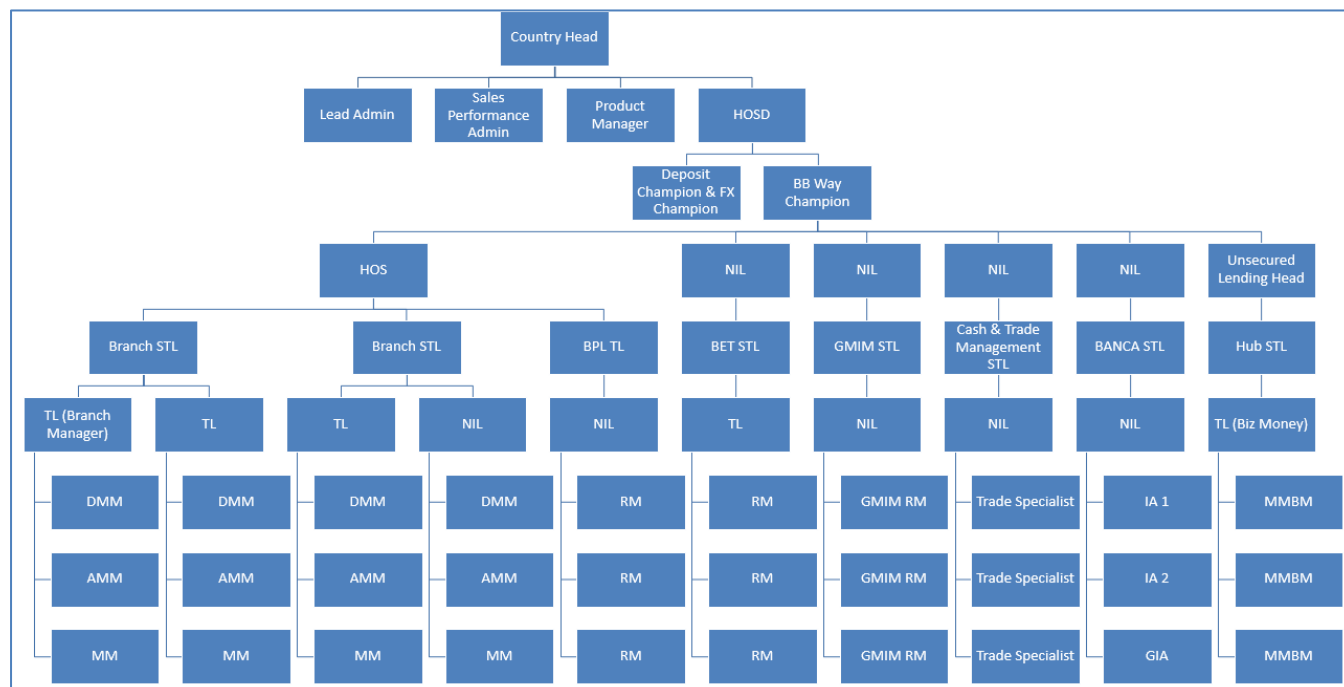 Country Head
Lead Admin
Sales
Performance
Admin
Product
Manager
HOSD
Deposit
Champion & FX
Champion
BB Way
Champion
HOS
NIL
NIL
NIL
NIL
Unsecured
Lending Head
Branch STL
Branch STL
BPL TL
BET STL
GMIM STL
Cash & Trade
Management
STL
BANCA STL
Hub STL
TL (Branch
Manager)
TL
TL
NIL
NIL
TL
NIL
NIL
NIL
TL (Biz Money)
DMM
DMM
DMM
DMM
RM
RM
GMIM RM
Trade Specialist
IA 1
MMBM
AMM
AMM
AMM
AMM
RM
RM
GMIM RM
Trade Specialist
IA 2
MMBM
MM
MM
MM
MM
RM
RM
GMIM RM
Trade Specialist
GIA
MMBM